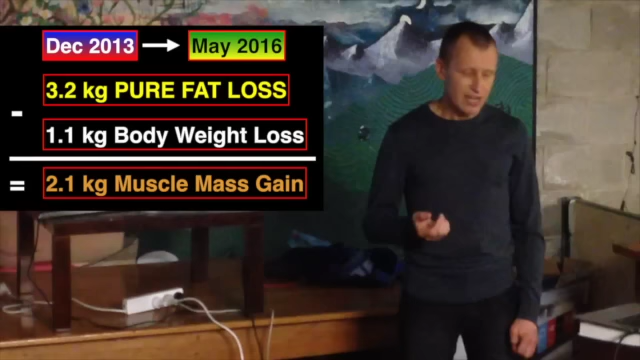 Dec 2013 → May 2016
3.2 kg PURE FAT LOSS
-
1.1 kg Body Weight Loss
= 2.1 kg Muscle Mass Gain